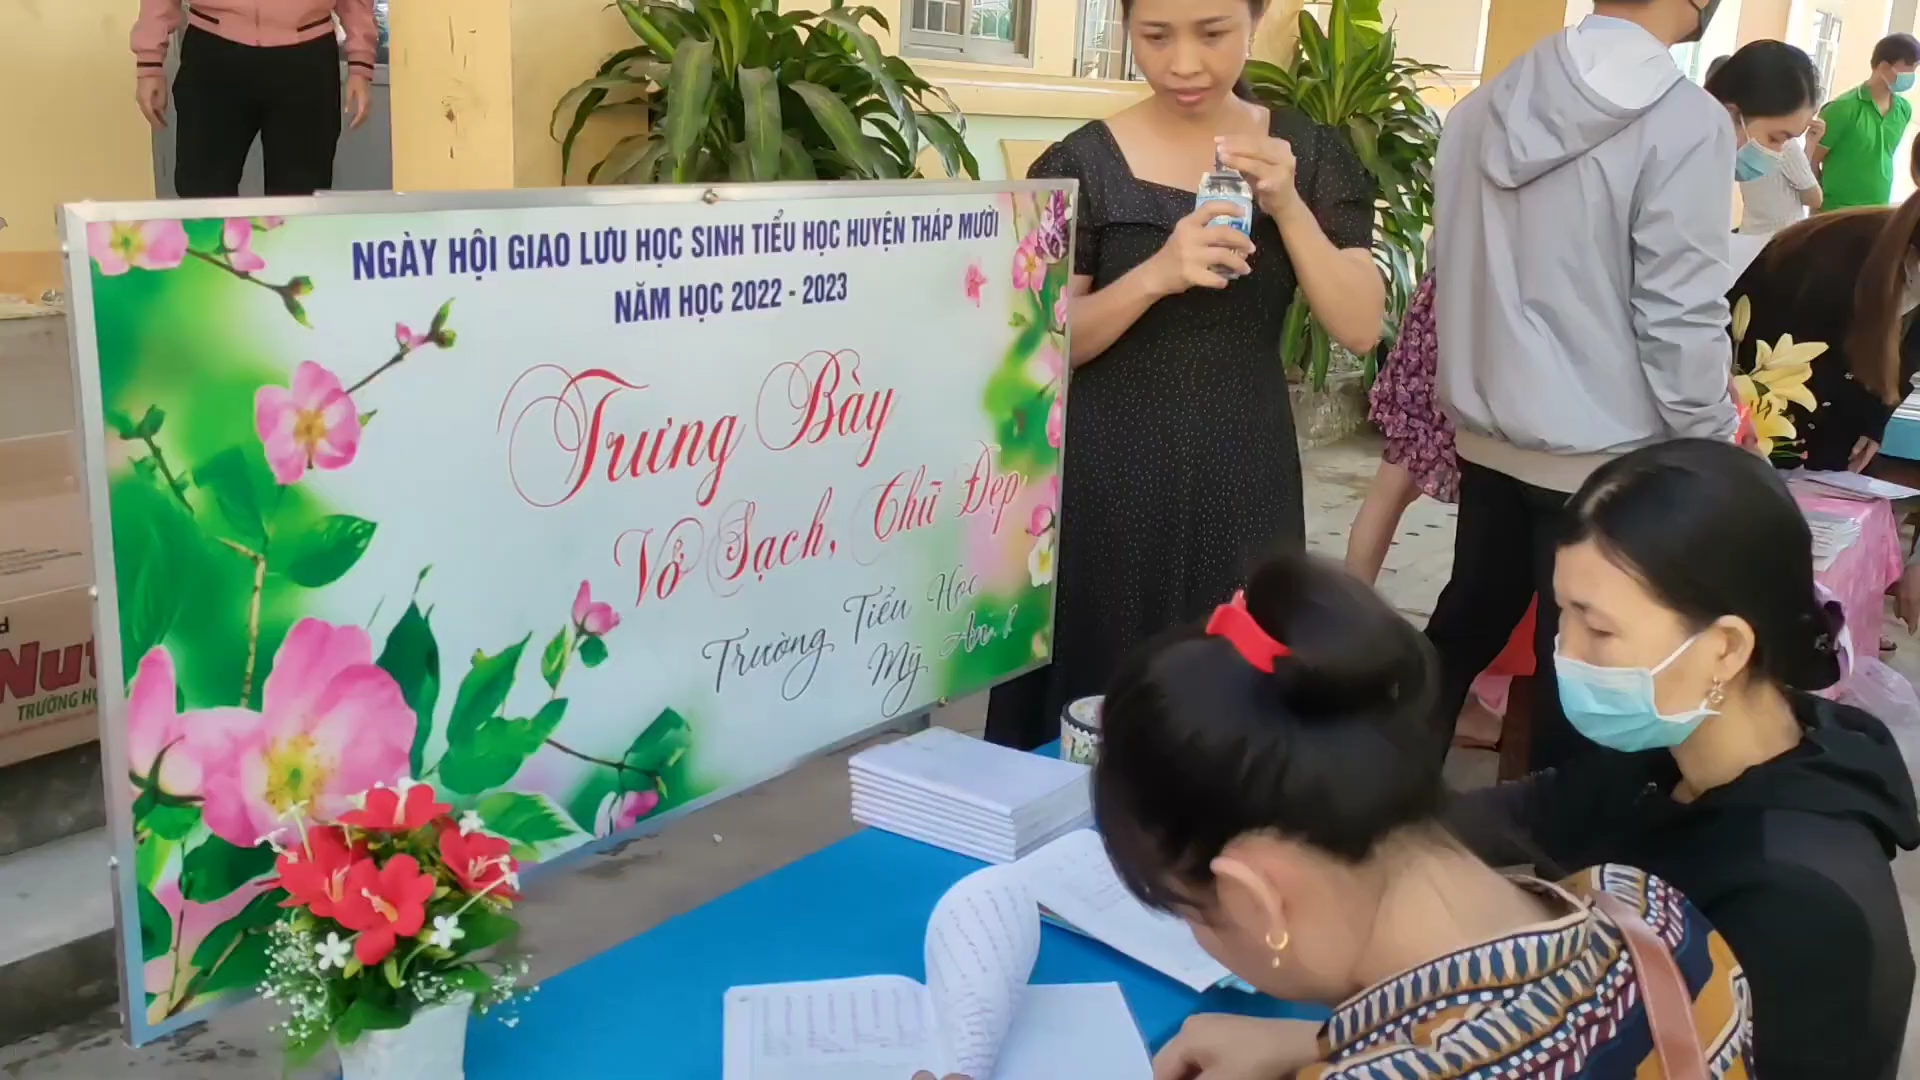 NGÀY HỘI GIAO LƯU HỌC SINH TIỂU HỌC HUYỆN THÁP MƯỜI
NĂM HỌC 2022 - 2023
Trưng Bày
Vở Sạch, Chữ Đẹp
Trường Tiểu Học
Mỹ An
Nut
TRƯỜNG